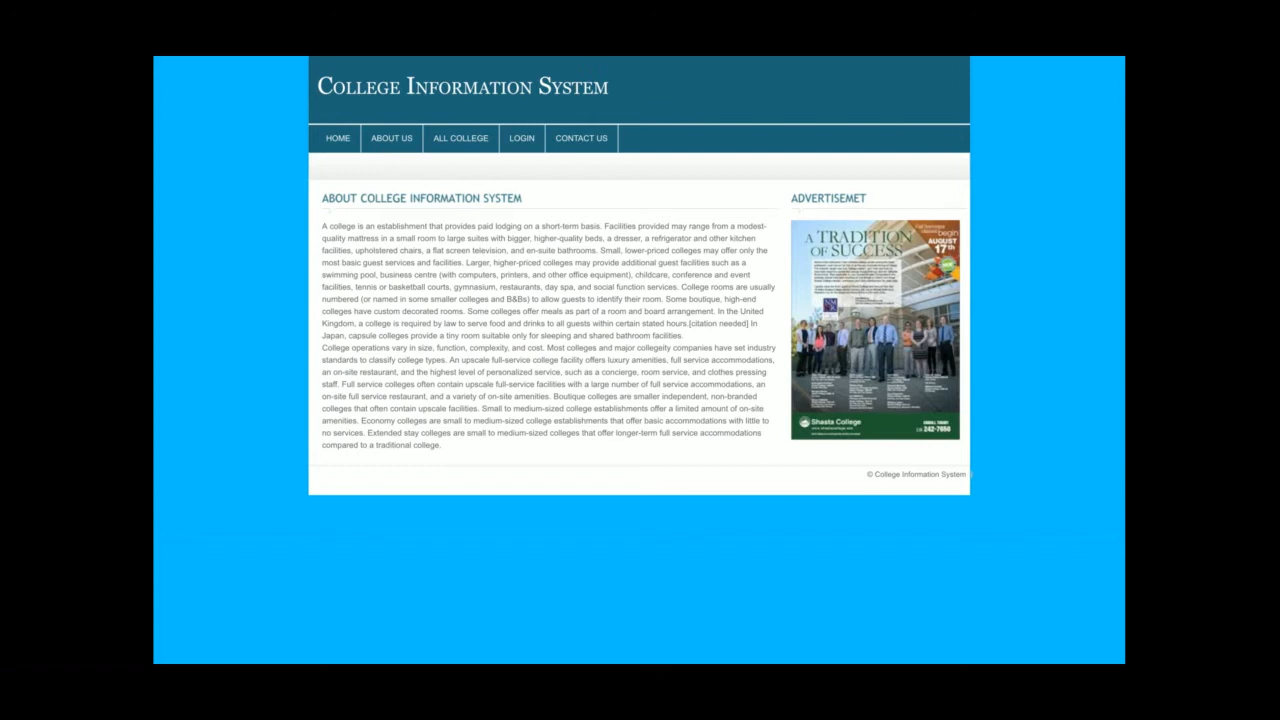 COLLEGE INFORMATION SYSTEM
HOME ABOUT US ALL COLLEGE LOGIN CONTACT US
ABOUT COLLEGE INFORMATION SYSTEM
A college is an establishment that provides paid lodging on a short-term basis. Facilities provided may range from a modest-
quality mattress in a small room to large suites with bigger, higher-quality beds, a dresser, a refrigerator and other kitchen
facilities, upholstered chairs, a flat screen television, and en-suite bathrooms. Small, lower-priced colleges may offer only the
most basic guest services and facilities. Larger, higher-priced colleges may provide additional guest facilities such as a
swimming pool, business centre (with computers, printers, and other office equipment), childcare, conference and event
facilities, tennis or basketball courts, gymnasium, restaurants, day spa, and social function services. College rooms are usually
numbered (or named in some smaller colleges and B&Bs) to allow guests to identify their room. Some boutique, high-end
colleges have custom decorated rooms. Some colleges offer meals as part of a room and board arrangement. In the United
Kingdom, a college is required by law to serve food and drinks to all guests within certain stated hours.[citation needed] In
Japan, capsule colleges provide a tiny room suitable only for sleeping and shared bathroom facilities.
College operations vary in size, function, complexity, and cost. Most colleges and major collegeity companies have set industry
standards to classify college types. An upscale full-service college facility offers luxury amenities, full service accommodations,
an on-site restaurant, and the highest level of personalized service, such as a concierge, room service, and clothes pressing
staff. Full service colleges often contain upscale full-service facilities with a large number of full service accommodations, an
on-site full service restaurant, and a variety of on-site amenities. Boutique colleges are smaller independent, non-branded
colleges that often contain upscale facilities. Small to medium-sized college establishments offer a limited amount of on-site
amenities. Economy colleges are small to medium-sized college establishments that offer basic accommodations with little to
no services. Extended stay colleges are small to medium-sized colleges that offer longer-term full service accommodations
compared to a traditional college.
ADVERTISEMET
A TRADITION
OF SUCCESS
begin
AUGUST
17th
Shasta College
ENROLL TODAY!
242-7650
© College Information System